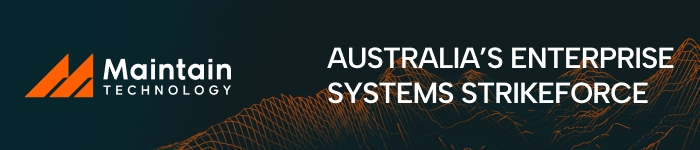 Maintain
TECHNOLOGY
AUSTRALIA'S ENTERPRISE
SYSTEMS STRIKEFORCE